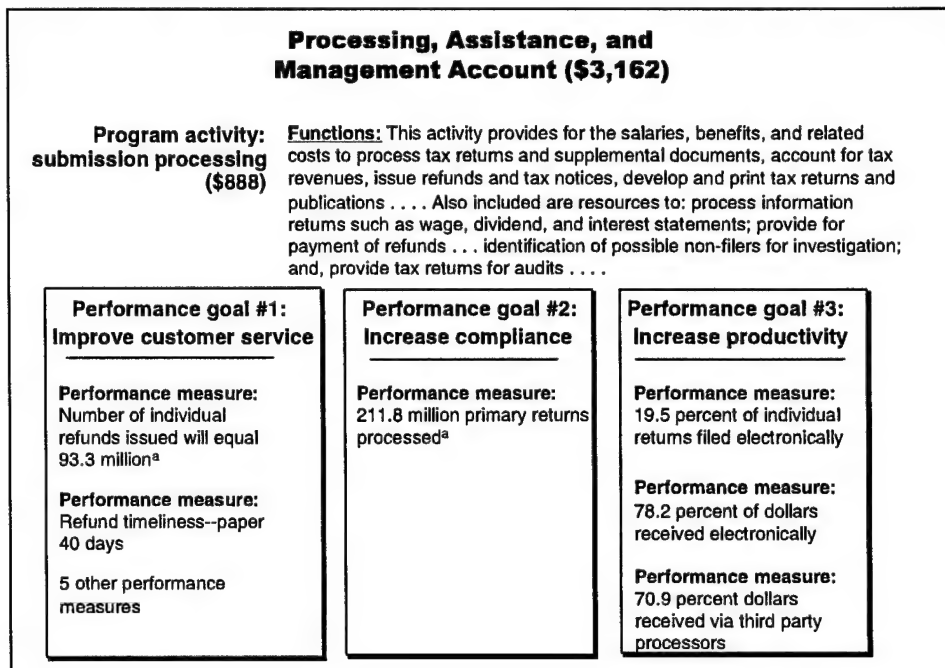 Processing, Assistance, and
Management Account ($3,162)
Program activity:
submission processing
($888)
Functions: This activity provides for the salaries, benefits, and related
costs to process tax returns and supplemental documents, account for tax
revenues, issue refunds and tax notices, develop and print tax returns and
publications . . . . Also included are resources to: process information
returns such as wage, dividend, and interest statements; provide for
payment of refunds . . . identification of possible non-filers for investigation;
and, provide tax returns for audits . . . .
Performance goal #1:
Improve customer service
Performance measure:
Number of individual
refunds issued will equal
93.3 millionᵃ
Performance measure:
Refund timeliness--paper
40 days
5 other performance
measures
Performance goal #2:
Increase compliance
Performance measure:
211.8 million primary returns
processedᵃ
Performance goal #3:
Increase productivity
Performance measure:
19.5 percent of individual
returns filed electronically
Performance measure:
78.2 percent of dollars
received electronically
Performance measure:
70.9 percent dollars
received via third party
processors